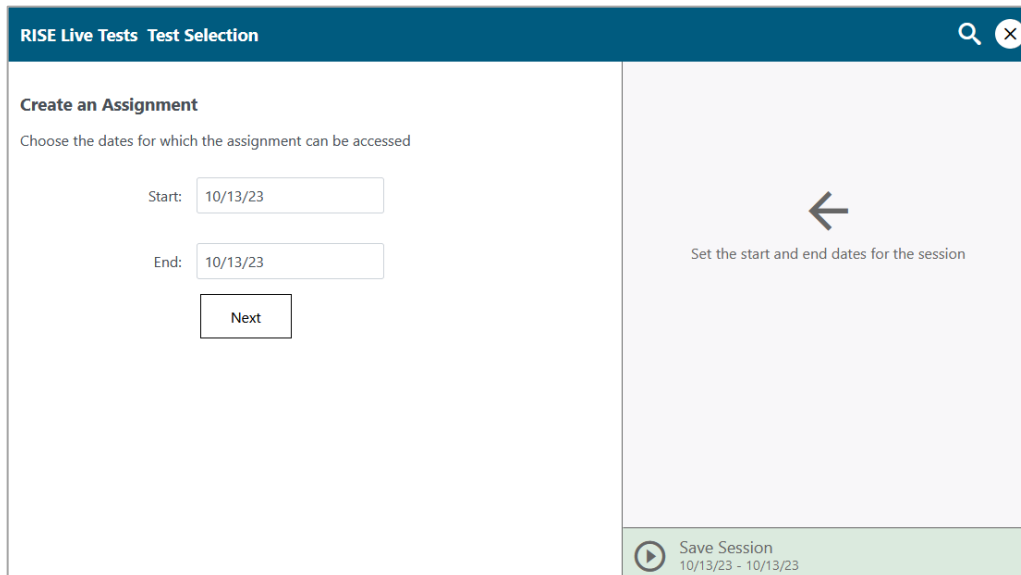 RISE Live Tests Test Selection
Create an Assignment
Choose the dates for which the assignment can be accessed
Start: 10/13/23
End: 10/13/23
Next
Set the start and end dates for the session
Save Session
10/13/23 - 10/13/23